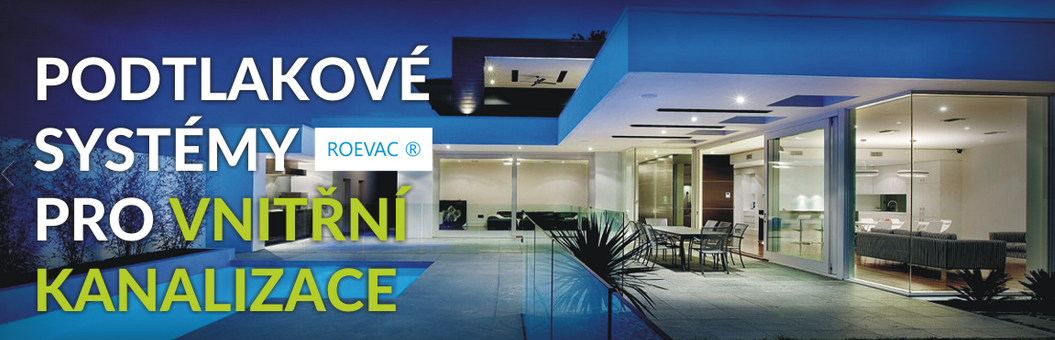 PODTLAKOVÉ
SYSTÉMY ROEVAC ®
PRO VNITŘNÍ
KANALIZACE